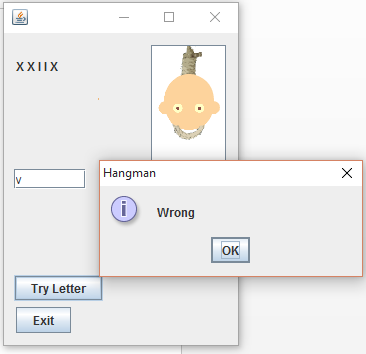 X X I I X
v
Hangman
Wrong
OK
Try Letter
Exit